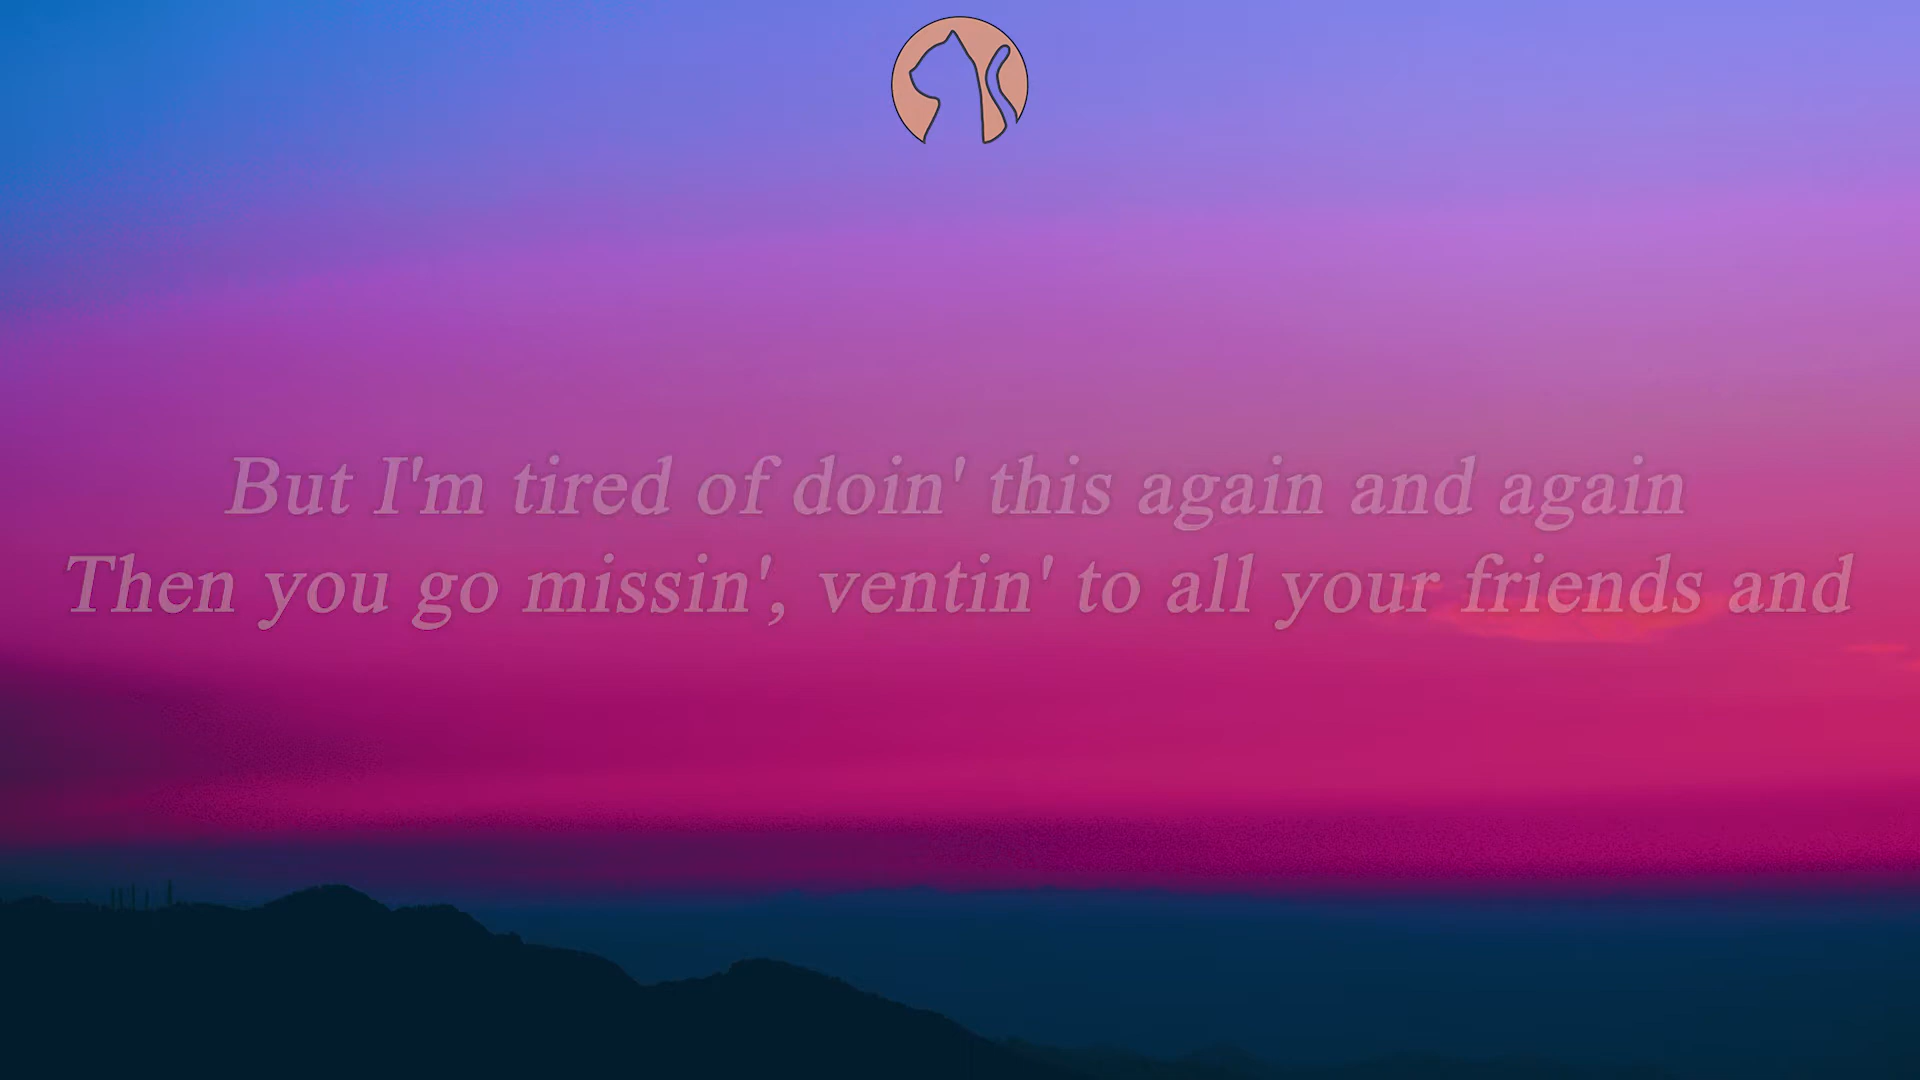 But I'm tired of doin' this again and again
Then you go missin', ventin' to all your friends and